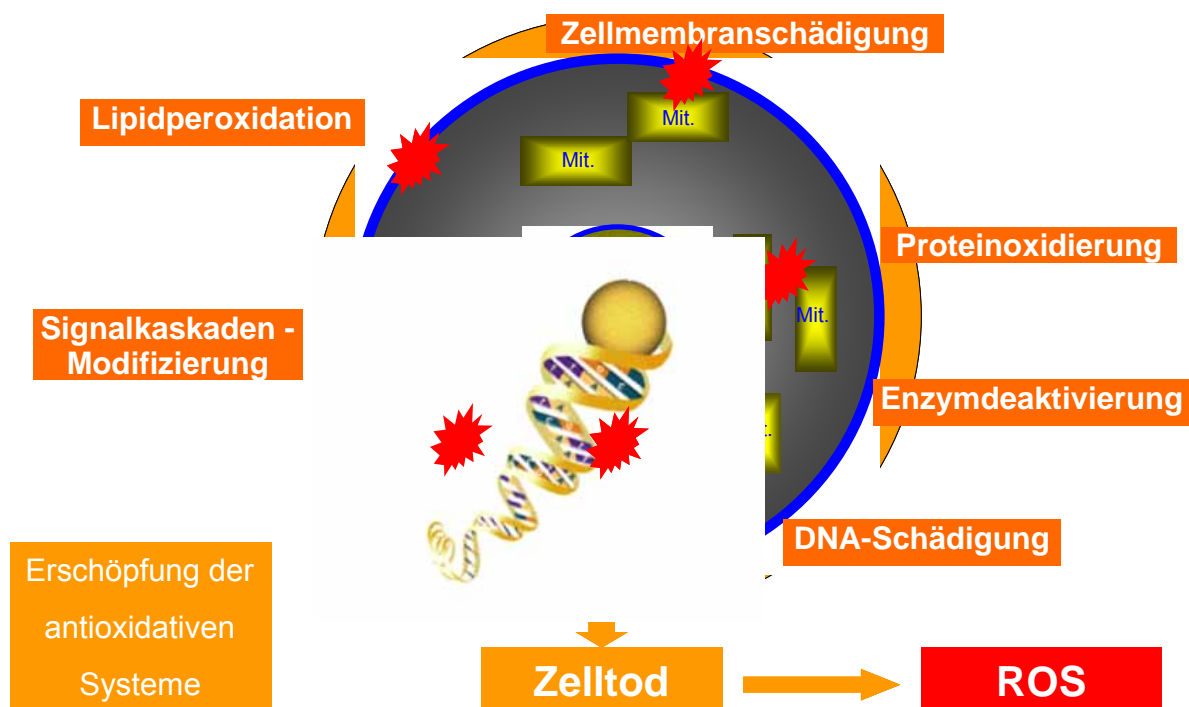 Zellmembranschädigung
Lipidperoxidation
Mit.
Mit.
Proteinoxidierung
Signalkaskaden -
Modifizierung
Mit.
Enzymdeaktivierung
DNA-Schädigung
Erschöpfung der
antioxidativen
Systeme
Zelltod
ROS